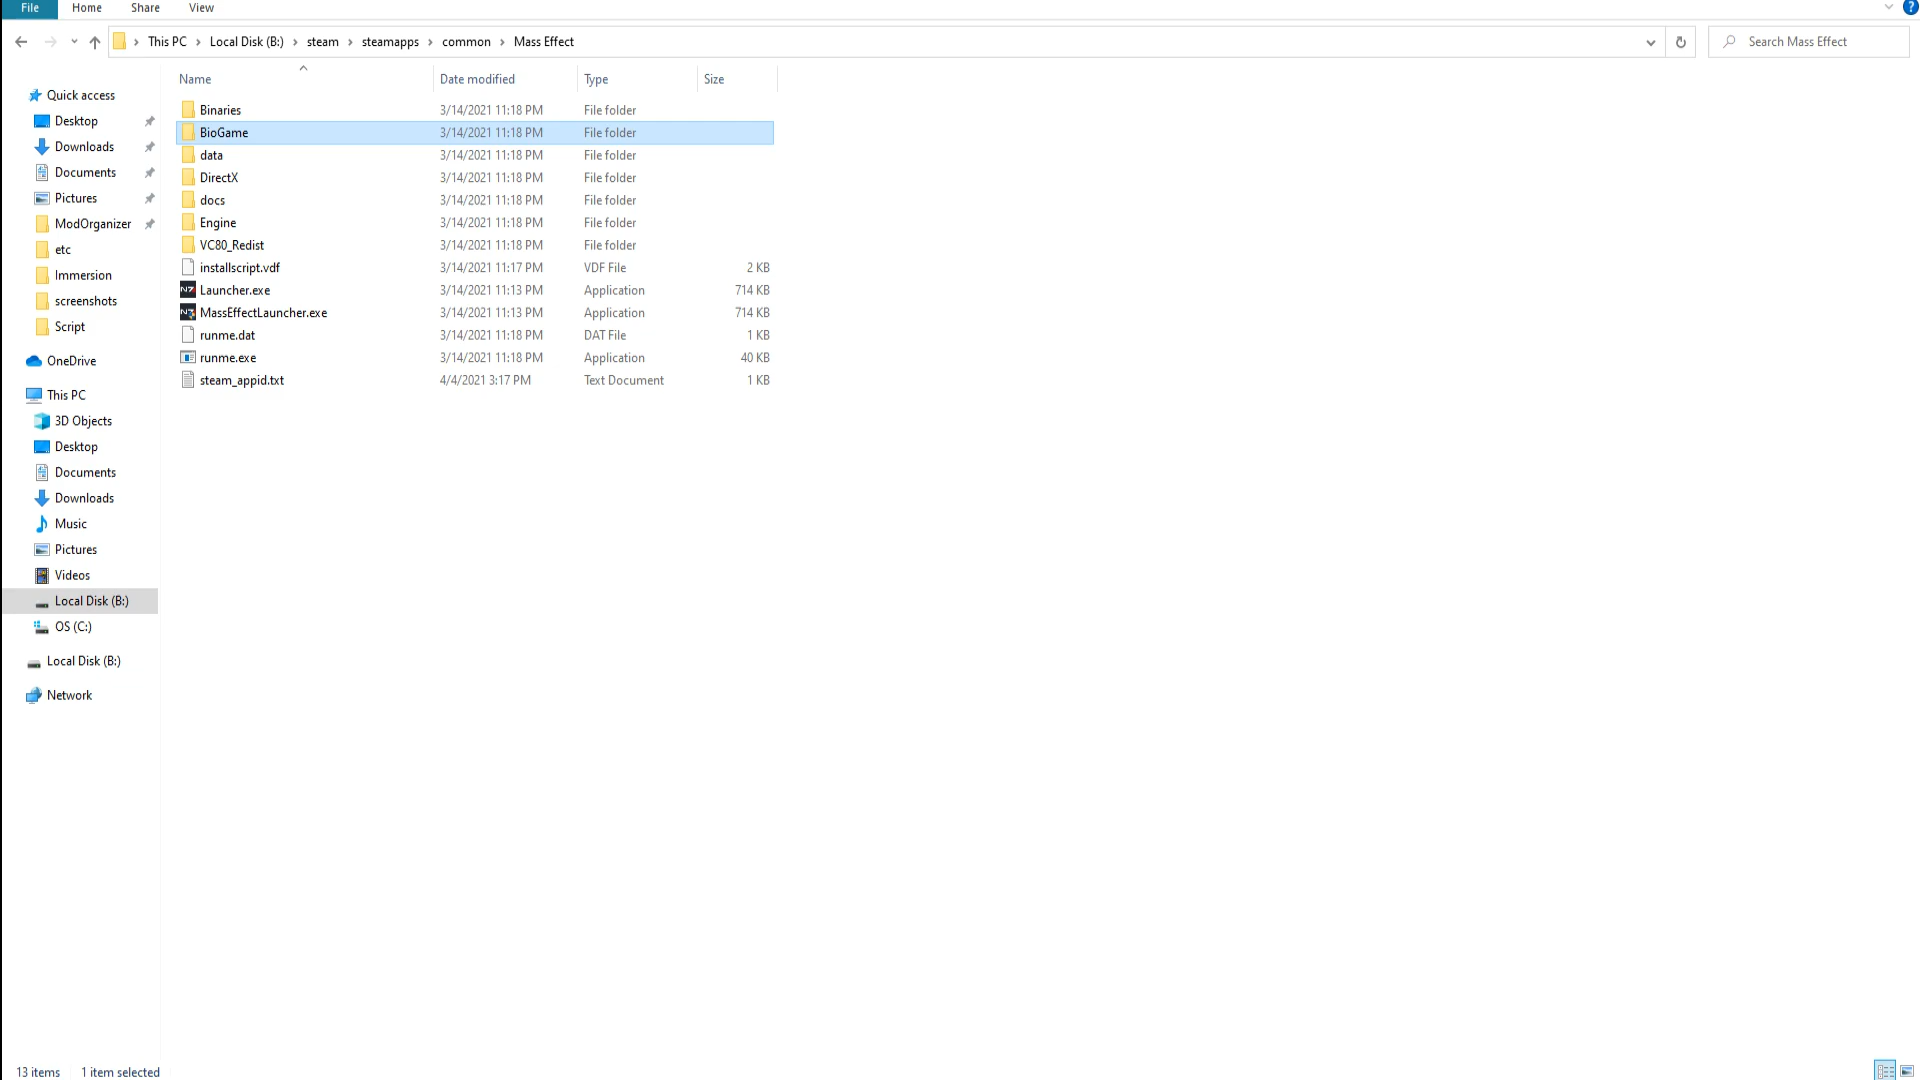 File Home Share View
This PC Local Disk (B:) steam steamapps common Mass Effect
Search Mass Effect
Name Date modified Type Size
Quick access
Desktop
Downloads
Documents
Pictures
ModOrganizer
etc
Immersion
screenshots
Script
OneDrive
This PC
3D Objects
Desktop
Documents
Downloads
Music
Pictures
Videos
Local Disk (B:)
OS (C:)
Local Disk (B:)
Network
Binaries 3/14/2021 11:18 PM File folder
BioGame 3/14/2021 11:18 PM File folder
data 3/14/2021 11:18 PM File folder
DirectX 3/14/2021 11:18 PM File folder
docs 3/14/2021 11:18 PM File folder
Engine 3/14/2021 11:18 PM File folder
VC80_Redist 3/14/2021 11:18 PM File folder
installscript.vdf 3/14/2021 11:17 PM VDF File 2 KB
Launcher.exe 3/14/2021 11:13 PM Application 714 KB
MassEffectLauncher.exe 3/14/2021 11:13 PM Application 714 KB
runme.dat 3/14/2021 11:18 PM DAT File 1 KB
runme.exe 3/14/2021 11:18 PM Application 40 KB
steam_appid.txt 4/4/2021 3:17 PM Text Document 1 KB
13 items 1 item selected